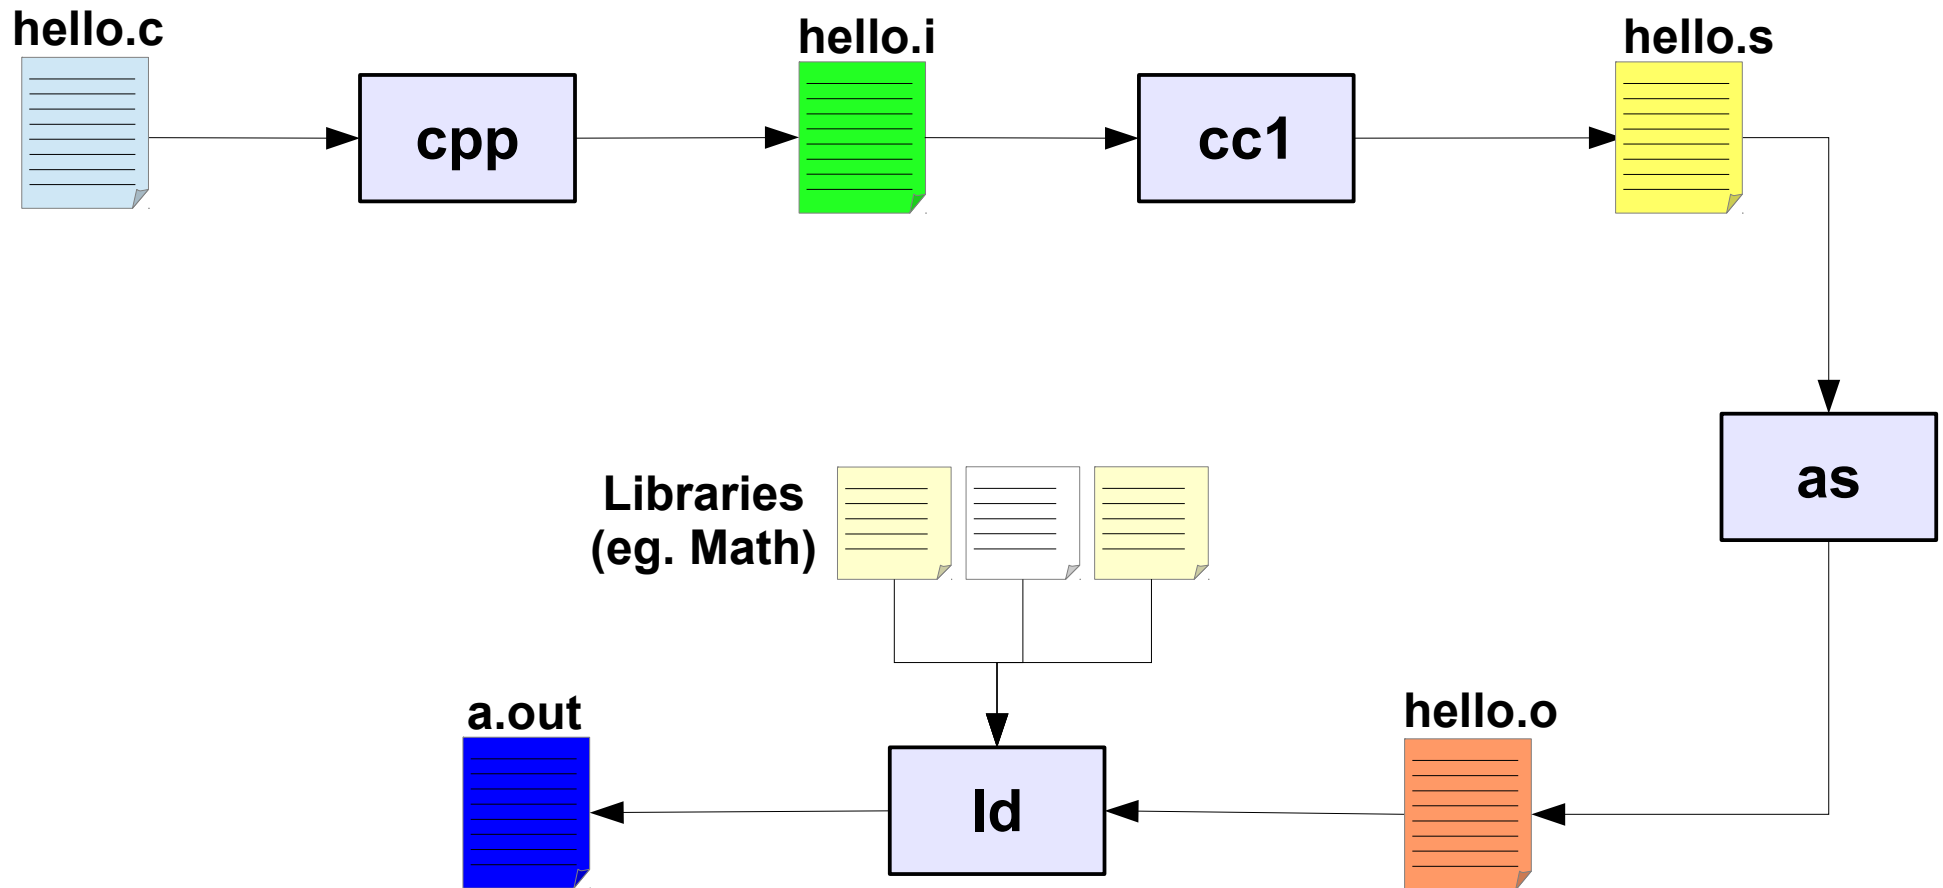 hello.c
hello.i
hello.s
cpp
cc1
as
Libraries
(eg. Math)
a.out
hello.o
ld